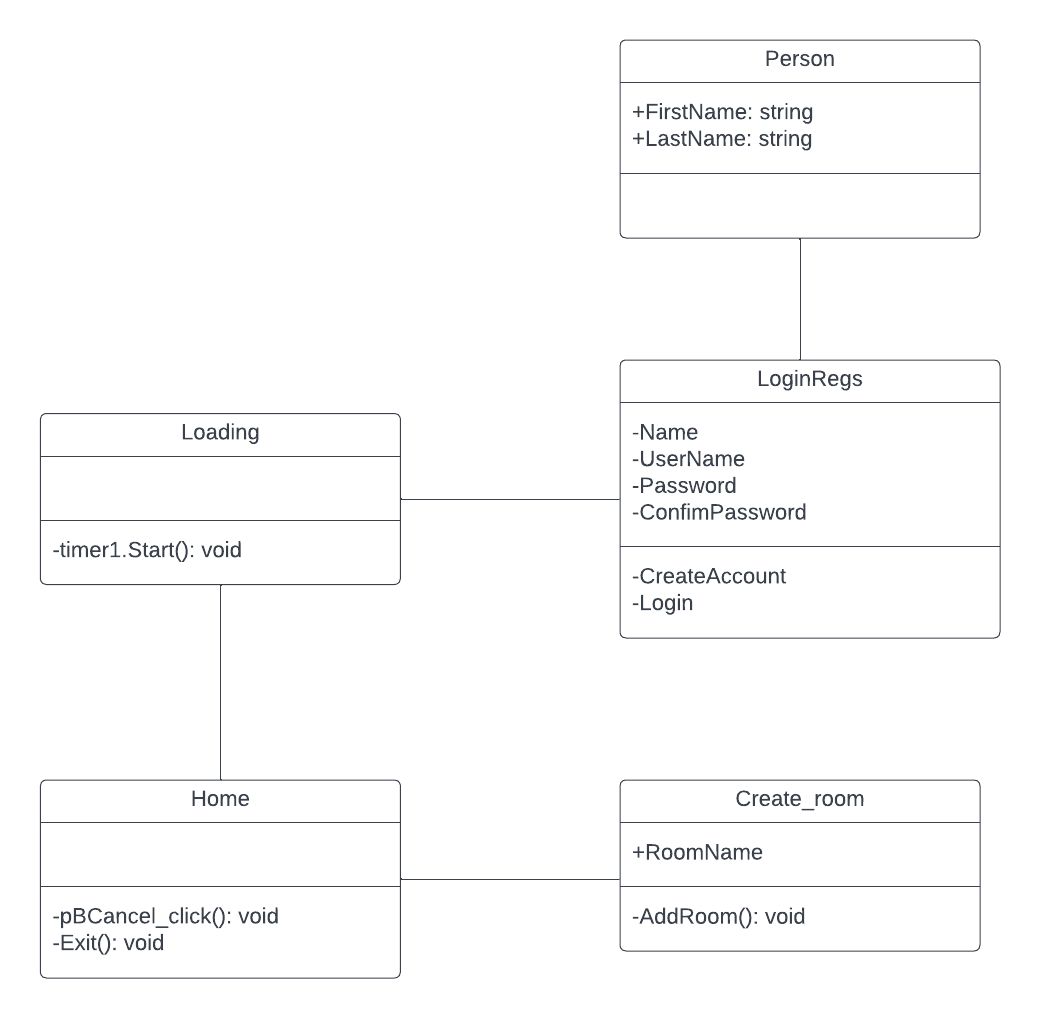 Person
+FirstName: string
+LastName: string
LoginRegs
-Name
-UserName
-Password
-ConfimPassword
-CreateAccount
-Login
Loading
-timer1.Start(): void
Home
-pBCancel_click(): void
-Exit(): void
Create_room
+RoomName
-AddRoom(): void